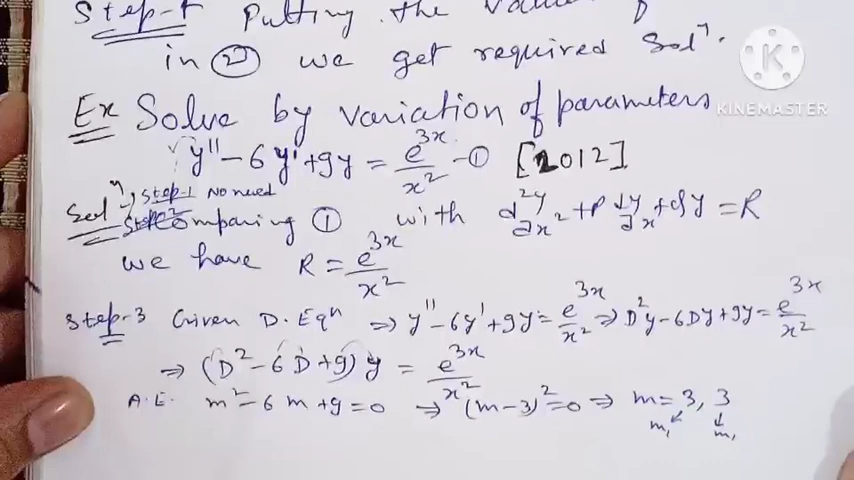 Step-4 Putting the value of
in ② we get required Solⁿ.
KINEMASTER
Ex Solve by variation of parameters
y'' - 6y' + 9y = e^{3x}/x² -① [2012]
Solⁿ, Step-1 No need
Step-2 Comparing ① with d²y/dx² + P dy/dx + Qy = R
we have R = e^{3x}/x²
Step-3 Given D. Eqⁿ ⇒ y'' - 6y' + 9y = e^{3x}/x² ⇒ D²y - 6Dy + 9y = e^{3x}/x²
⇒ (D² - 6D + 9) y = e^{3x}/x²
A.E. m² - 6m + 9 = 0 ⇒ (m-3)² = 0 ⇒ m = 3, 3
m₁ m₁